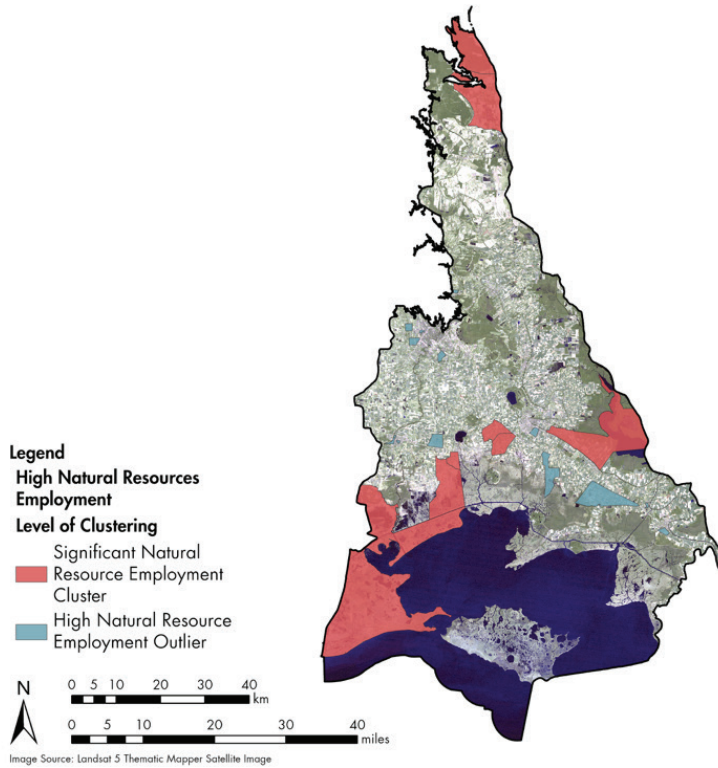 Legend
High Natural Resources
Employment
Level of Clustering
Significant Natural
Resource Employment
Cluster
High Natural Resource
Employment Outlier
N
0 5 10 20 30 40
km
0 5 10 20 30 40
miles
Image Source: Landsat 5 Thematic Mapper Satellite Image